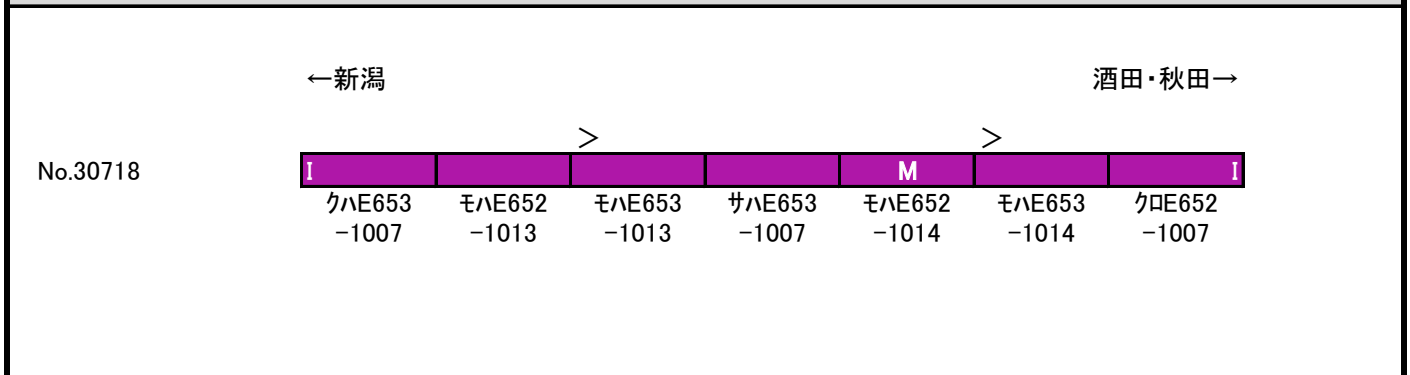 ←新潟 酒田・秋田→
＞ ＞
No.30718 I M I
ｸﾊE653 ﾓﾊE652 ﾓﾊE653 ｻﾊE653 ﾓﾊE652 ﾓﾊE653 ｸﾛE652
-1007 -1013 -1013 -1007 -1014 -1014 -1007